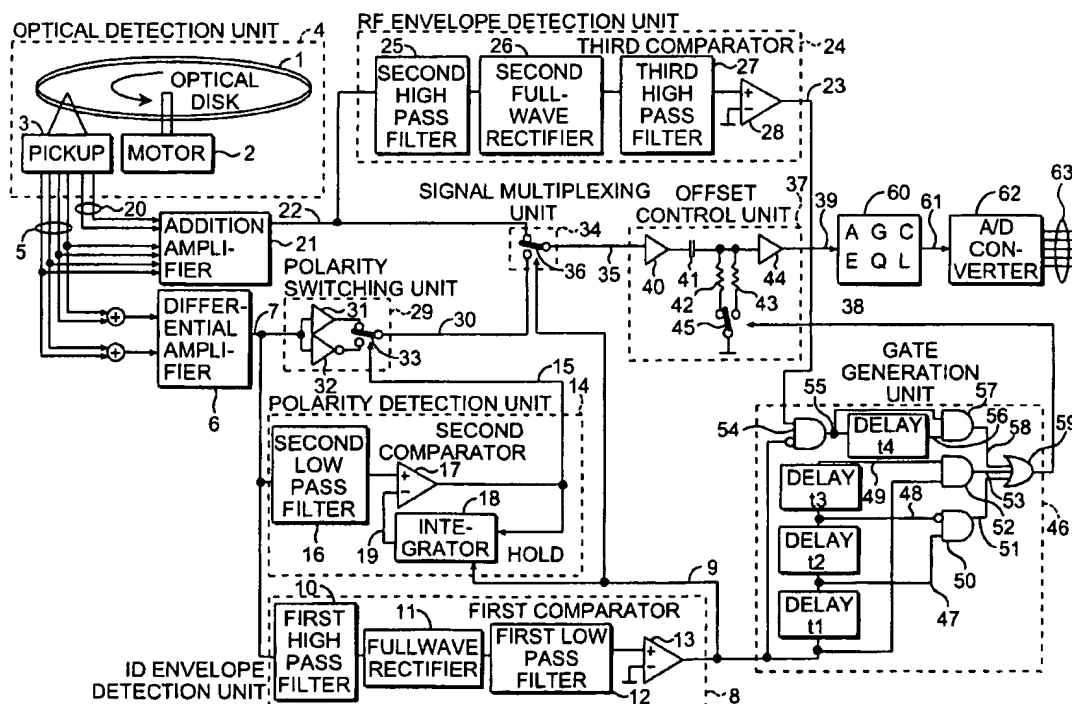 RF ENVELOPE DETECTION UNIT
OPTICAL DETECTION UNIT 4
25 26 THIRD COMPARATOR 24
1 27 23
OPTICAL
DISK
SECOND
HIGH
PASS
FILTER
SECOND
FULL-
WAVE
RECTIFIER
THIRD
HIGH
PASS
FILTER
+
-
28
3
PICKUP
MOTOR
2
20
5
22
SIGNAL MULTIPLEXING
UNIT
34
36
35
OFFSET
CONTROL UNIT
37
39
60
61
62
63
ADDITION
AMPLI-
FIER
21
40
41
42
43
44
45
A G C
E Q L
A/D
CON-
VERTER
38
POLARITY
SWITCHING UNIT
31
29
30
33
32
DIFFER-
ENTIAL
AMPLI-
FIER
7
6
+
+
15
14
POLARITY DETECTION UNIT
SECOND
LOW
PASS
FILTER
16
SECOND
COMPARATOR
+
-
17
18
INTE-
GRATOR
19
HOLD
9
GATE
GENERATION
UNIT
57
55
56
58
59
54
DELAY
t4
49
48
53
52
51
50
47
46
DELAY
t3
DELAY
t2
DELAY
t1
10
11
FIRST COMPARATOR
FIRST
HIGH
PASS
FILTER
FULLWAVE
RECTIFIER
FIRST LOW
PASS
FILTER
12
+
-
13
8
ID ENVELOPE
DETECTION UNIT